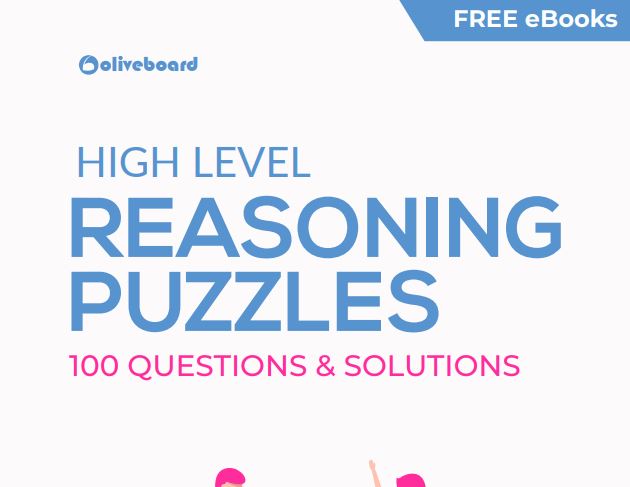 FREE eBooks
oliveboard
HIGH LEVEL
REASONING
PUZZLES
100 QUESTIONS & SOLUTIONS